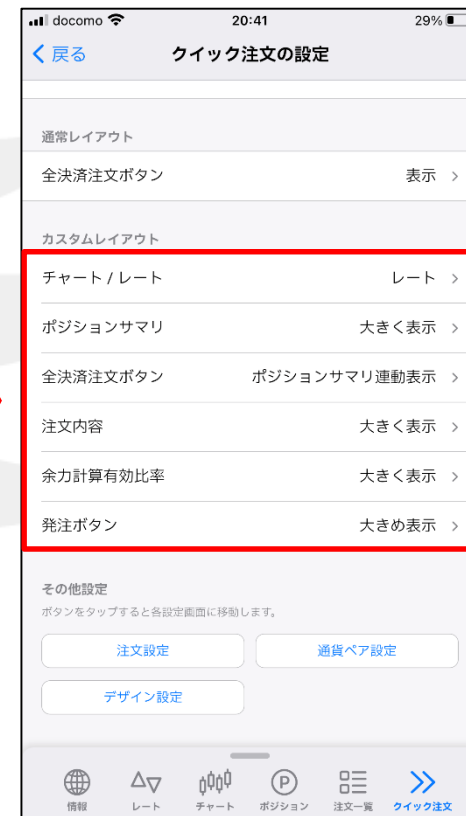 docomo 20:41 29%
戻る クイック注文の設定
通常レイアウト
全決済注文ボタン 表示
カスタムレイアウト
チャート / レート レート
ポジションサマリ 大きく表示
全決済注文ボタン ポジションサマリ連動表示
注文内容 大きく表示
余力計算有効比率 大きく表示
発注ボタン 大きめ表示
その他設定
ボタンをタップすると各設定画面に移動します。
注文設定 通貨ペア設定
デザイン設定
P
情報 レート チャート ポジション 注文一覧 クイック注文